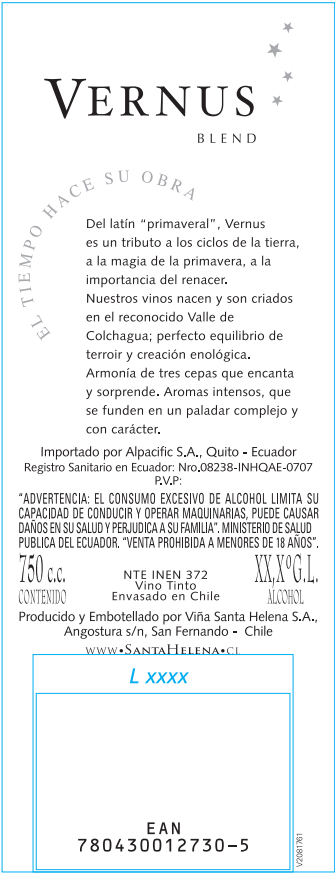 VERNUS
BLEND
EL TIEMPO HACE SU OBRA
Del latín “primaveral”, Vernus
es un tributo a los ciclos de la tierra,
a la magia de la primavera, a la
importancia del renacer.
Nuestros vinos nacen y son criados
en el reconocido Valle de
Colchagua; perfecto equilibrio de
terroir y creación enológica.
Armonía de tres cepas que encanta
y sorprende. Aromas intensos, que
se funden en un paladar complejo y
con carácter.
Importado por Alpacific S.A., Quito - Ecuador
Registro Sanitario en Ecuador: Nro.08238-INHQAE-0707
P.V.P:
“ADVERTENCIA: EL CONSUMO EXCESIVO DE ALCOHOL LIMITA SU
CAPACIDAD DE CONDUCIR Y OPERAR MAQUINARIAS, PUEDE CAUSAR
DAÑOS EN SU SALUD Y PERJUDICA A SU FAMILIA”. MINISTERIO DE SALUD
PUBLICA DEL ECUADOR. “VENTA PROHIBIDA A MENORES DE 18 AÑOS”.
750 c.c.
CONTENIDO
NTE INEN 372
Vino Tinto
Envasado en Chile
XX,Xº G.L.
ALCOHOL
Producido y Embotellado por Viña Santa Helena S.A.,
Angostura s/n, San Fernando - Chile
WWW•SANTAHELENA•CL
L xxxx
EAN
780430012730-5
V2081761